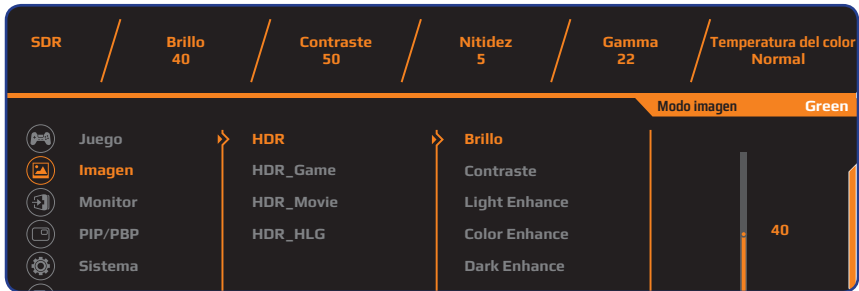 SDR Brillo Contraste Nitidez Gamma Temperatura del color
40 50 5 22 Normal
Modo imagen Green
Juego HDR Brillo
Imagen HDR_Game Contraste
Monitor HDR_Movie Light Enhance
PIP/PBP HDR_HLG Color Enhance 40
Sistema Dark Enhance